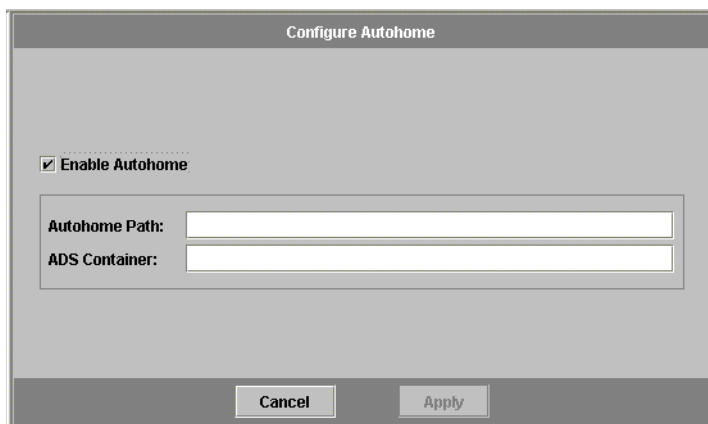 Configure Autohome
Enable Autohome
Autohome Path:
ADS Container:
Cancel Apply